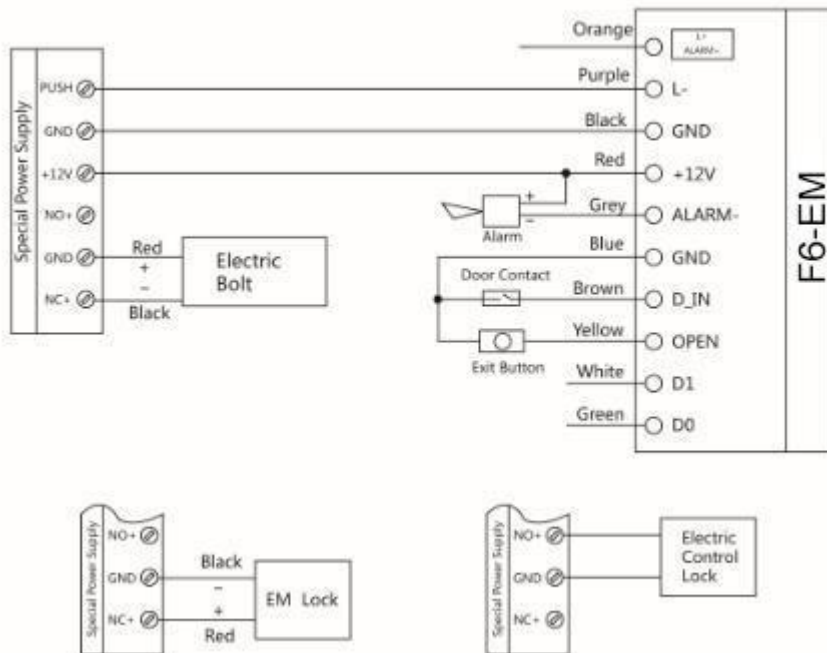 Special Power Supply
PUSH
GND
+12V
NO+
GND
NC+
Red
+
−
Black
Electric
Bolt
Orange
L+
ALARM+
Purple
L-
Black
GND
Red
+12V
+
−
Alarm
Grey
ALARM-
Blue
GND
Door Contact
Brown
D_IN
Yellow
OPEN
Exit Button
White
D1
Green
D0
F6-EM
Special Power Supply
NO+
GND
NC+
Black
−
+
Red
EM Lock
Special Power Supply
NO+
GND
NC+
Electric
Control
Lock